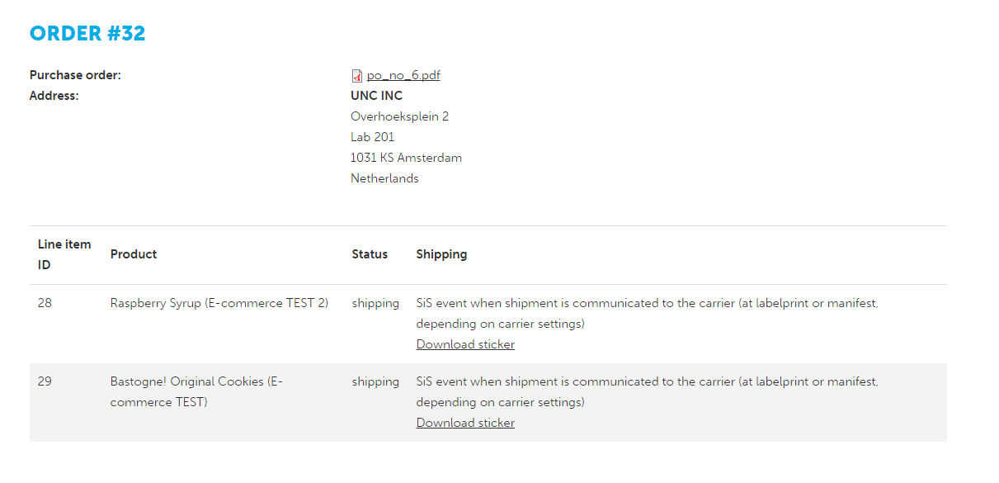 ORDER #32
Purchase order: po_no_6.pdf
Address: UNC INC
Overhoeksplein 2
Lab 201
1031 KS Amsterdam
Netherlands
Line item ID Product Status Shipping
28 Raspberry Syrup (E-commerce TEST 2) shipping SiS event when shipment is communicated to the carrier (at labelprint or manifest,
depending on carrier settings)
Download sticker
29 Bastogne! Original Cookies (E- shipping SiS event when shipment is communicated to the carrier (at labelprint or manifest,
commerce TEST) depending on carrier settings)
Download sticker